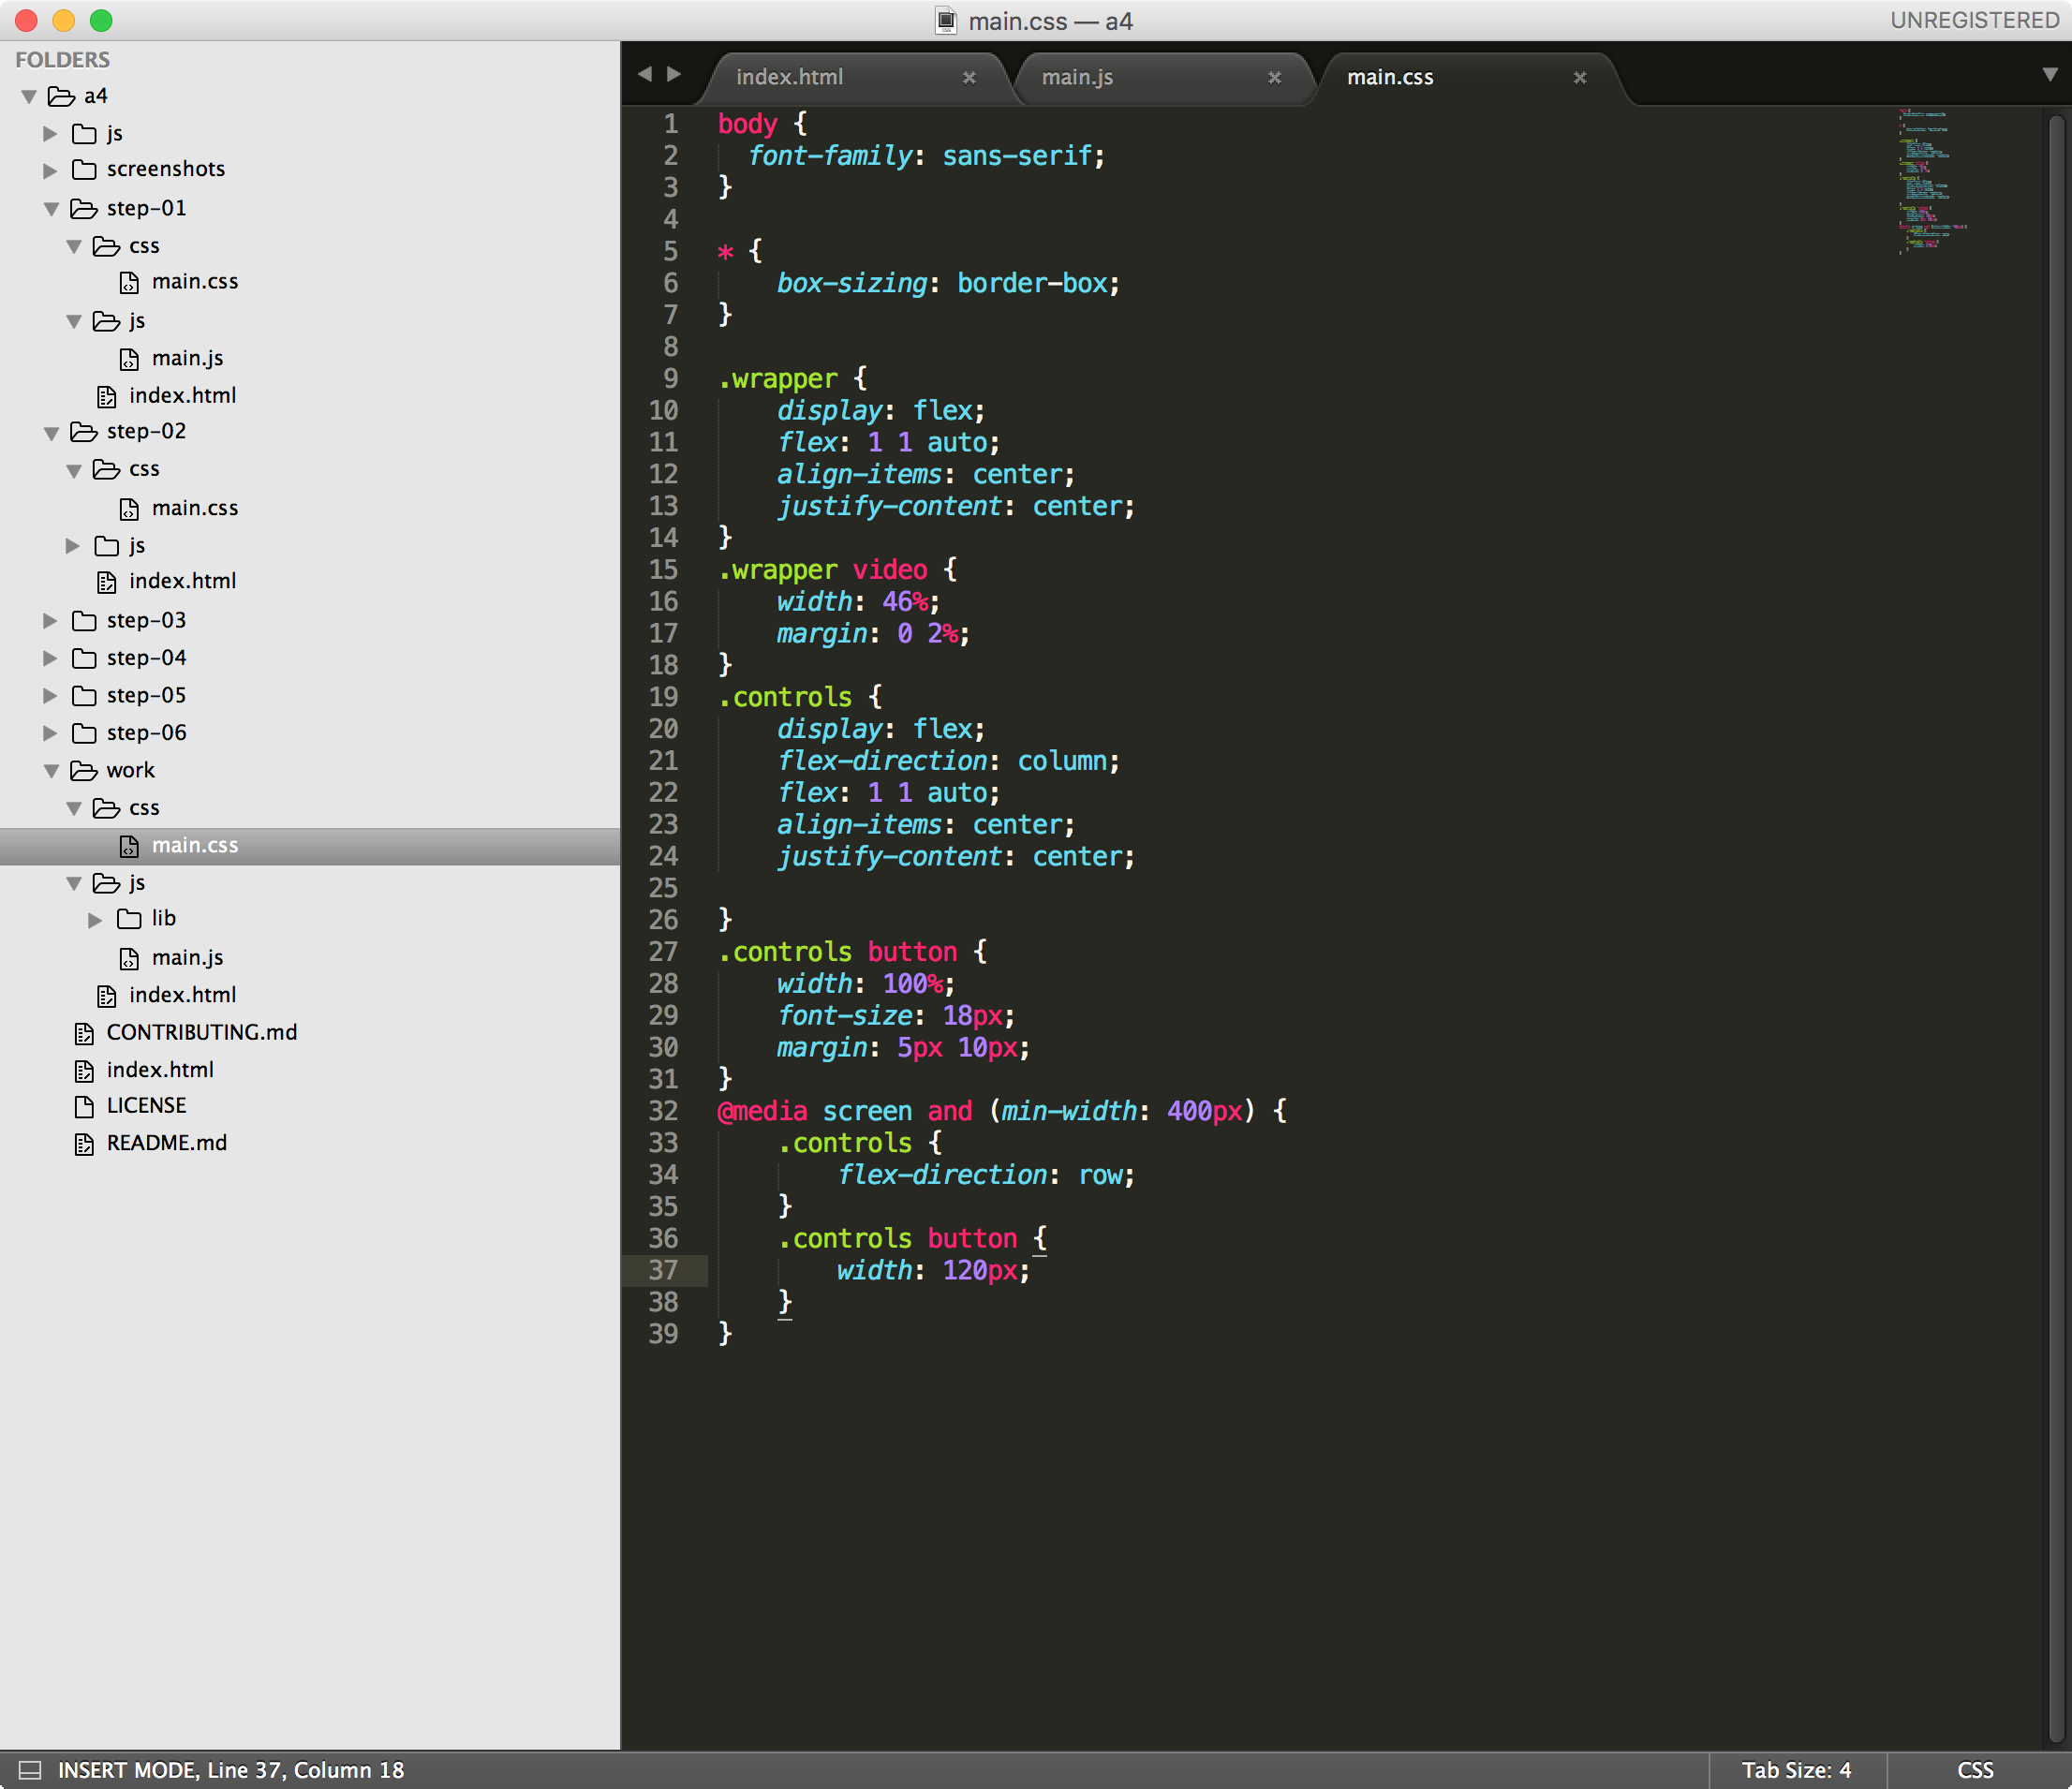 main.css — a4
UNREGISTERED
FOLDERS
a4
js
screenshots
step-01
css
main.css
js
main.js
index.html
step-02
css
main.css
js
index.html
step-03
step-04
step-05
step-06
work
css
main.css
js
lib
main.js
index.html
CONTRIBUTING.md
index.html
LICENSE
README.md
index.html
main.js
main.css
1 body {
2   font-family: sans-serif;
3 }
4
5 * {
6     box-sizing: border-box;
7 }
8
9 .wrapper {
10     display: flex;
11     flex: 1 1 auto;
12     align-items: center;
13     justify-content: center;
14 }
15 .wrapper video {
16     width: 46%;
17     margin: 0 2%;
18 }
19 .controls {
20     display: flex;
21     flex-direction: column;
22     flex: 1 1 auto;
23     align-items: center;
24     justify-content: center;
25
26 }
27 .controls button {
28     width: 100%;
29     font-size: 18px;
30     margin: 5px 10px;
31 }
32 @media screen and (min-width: 400px) {
33     .controls {
34         flex-direction: row;
35     }
36     .controls button {
37         width: 120px;
38     }
39 }
INSERT MODE, Line 37, Column 18
Tab Size: 4
CSS